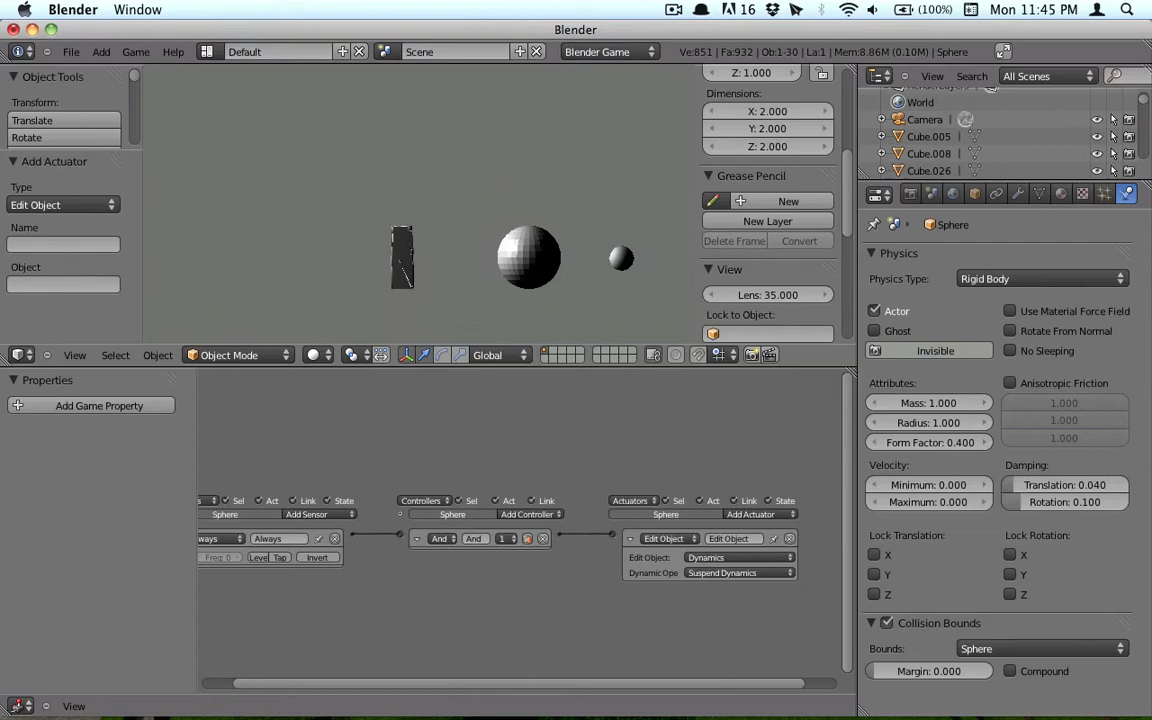 Blender Window 16 (100%) Mon 11:45 PM
Blender
File Add Game Help Default Scene Blender Game Ve:851 | Fa:932 | Ob:1-30 | La:1 | Mem:8.86M (0.10M) | Sphere
Object Tools
Transform:
Translate
Rotate
Add Actuator
Type
Edit Object
Name
Object
Z: 1.000
Dimensions:
X: 2.000
Y: 2.000
Z: 2.000
Grease Pencil
New
New Layer
Delete Frame Convert
View
Lens: 35.000
Lock to Object:
View Select Object Object Mode Global
View Search All Scenes
World
Camera
Cube.005
Cube.008
Cube.026
Sphere
Physics
Physics Type: Rigid Body
Actor Use Material Force Field
Ghost Rotate From Normal
Invisible No Sleeping
Attributes: Anisotropic Friction
Mass: 1.000 1.000
Radius: 1.000 1.000
Form Factor: 0.400 1.000
Velocity: Damping:
Minimum: 0.000 Translation: 0.040
Maximum: 0.000 Rotation: 0.100
Lock Translation: Lock Rotation:
X X
Y Y
Z Z
Collision Bounds
Bounds: Sphere
Margin: 0.000 Compound
Properties
Add Game Property
s Sel Act Link State Controllers Sel Act Link Actuators Sel Act Link State
Sphere Add Sensor Sphere Add Controller Sphere Add Actuator
ways Always And And 1 Edit Object Edit Object
Freq: 0 Level Tap Invert Edit Object: Dynamics
Dynamic Ope Suspend Dynamics
View